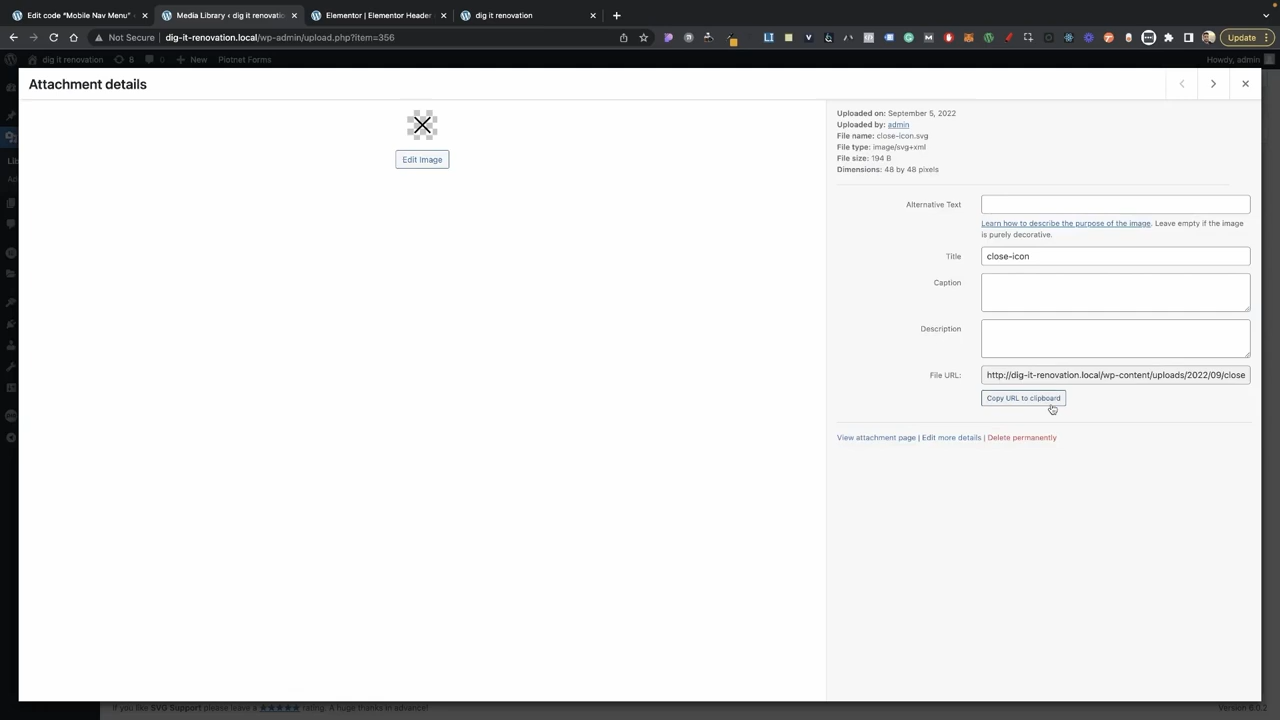 Edit code "Mobile Nav Menu"
Media Library ‹ dig it renovation
Elementor | Elementor Header
dig it renovation
Not Secure
dig-it-renovation.local/wp-admin/upload.php?item=356
Update
dig it renovation
8
New
Piotnet Forms
Howdy, admin
Attachment details
Edit Image
Uploaded on: September 5, 2022
Uploaded by: admin
File name: close-icon.svg
File type: image/svg+xml
File size: 194 B
Dimensions: 48 by 48 pixels
Alternative Text
Learn how to describe the purpose of the image. Leave empty if the image
is purely decorative.
Title
close-icon
Caption
Description
File URL:
http://dig-it-renovation.local/wp-content/uploads/2022/09/close
Copy URL to clipboard
View attachment page | Edit more details | Delete permanently
If you like SVG Support please leave a ★★★★★ rating. A huge thanks in advance!
Version 6.0.2